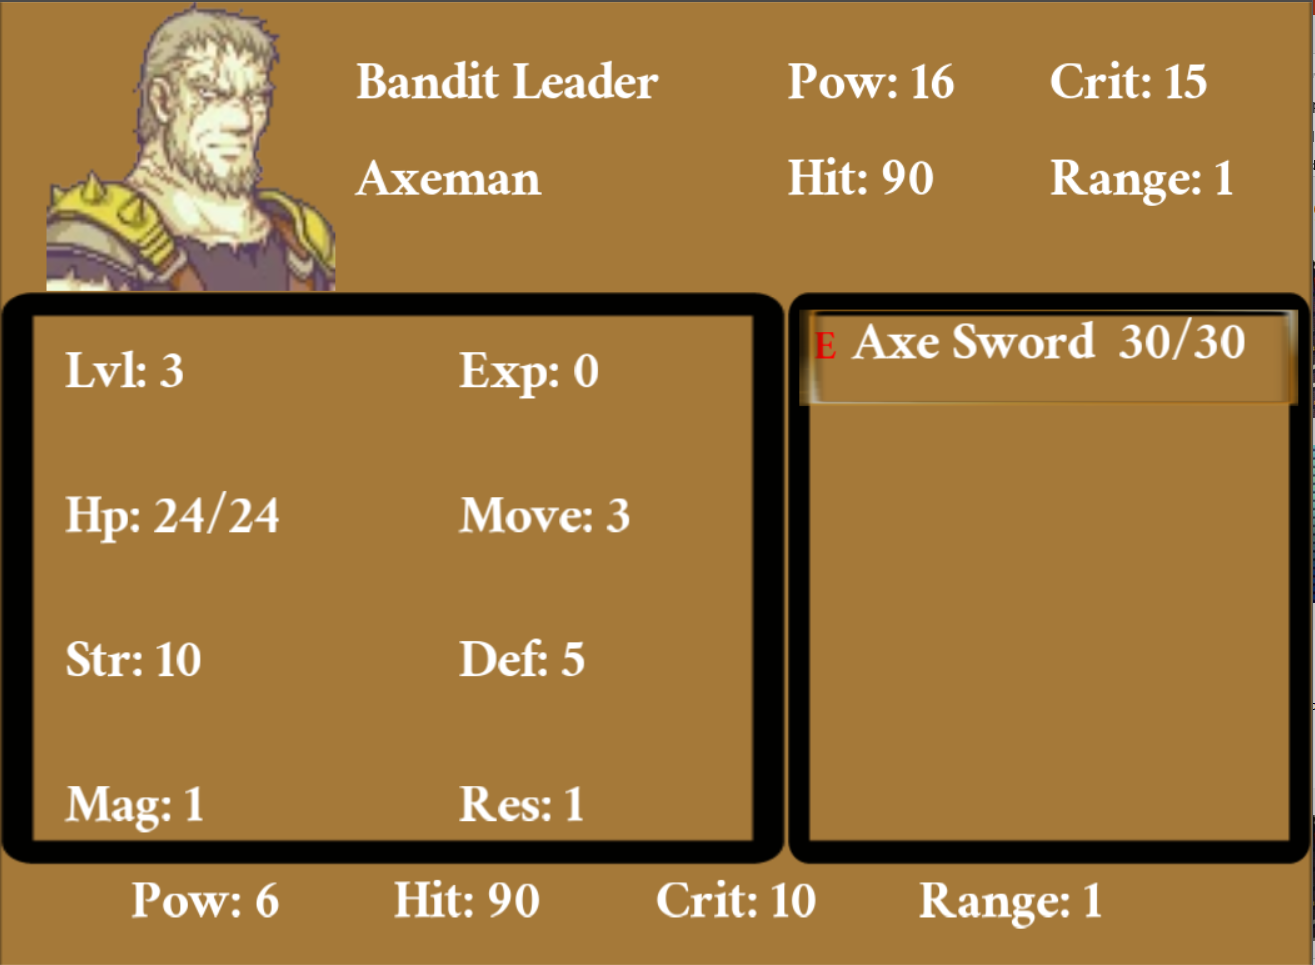 Bandit Leader Pow: 16 Crit: 15
Axeman Hit: 90 Range: 1
Lvl: 3 Exp: 0
Hp: 24/24 Move: 3
Str: 10 Def: 5
Mag: 1 Res: 1
E Axe Sword 30/30
Pow: 6 Hit: 90 Crit: 10 Range: 1